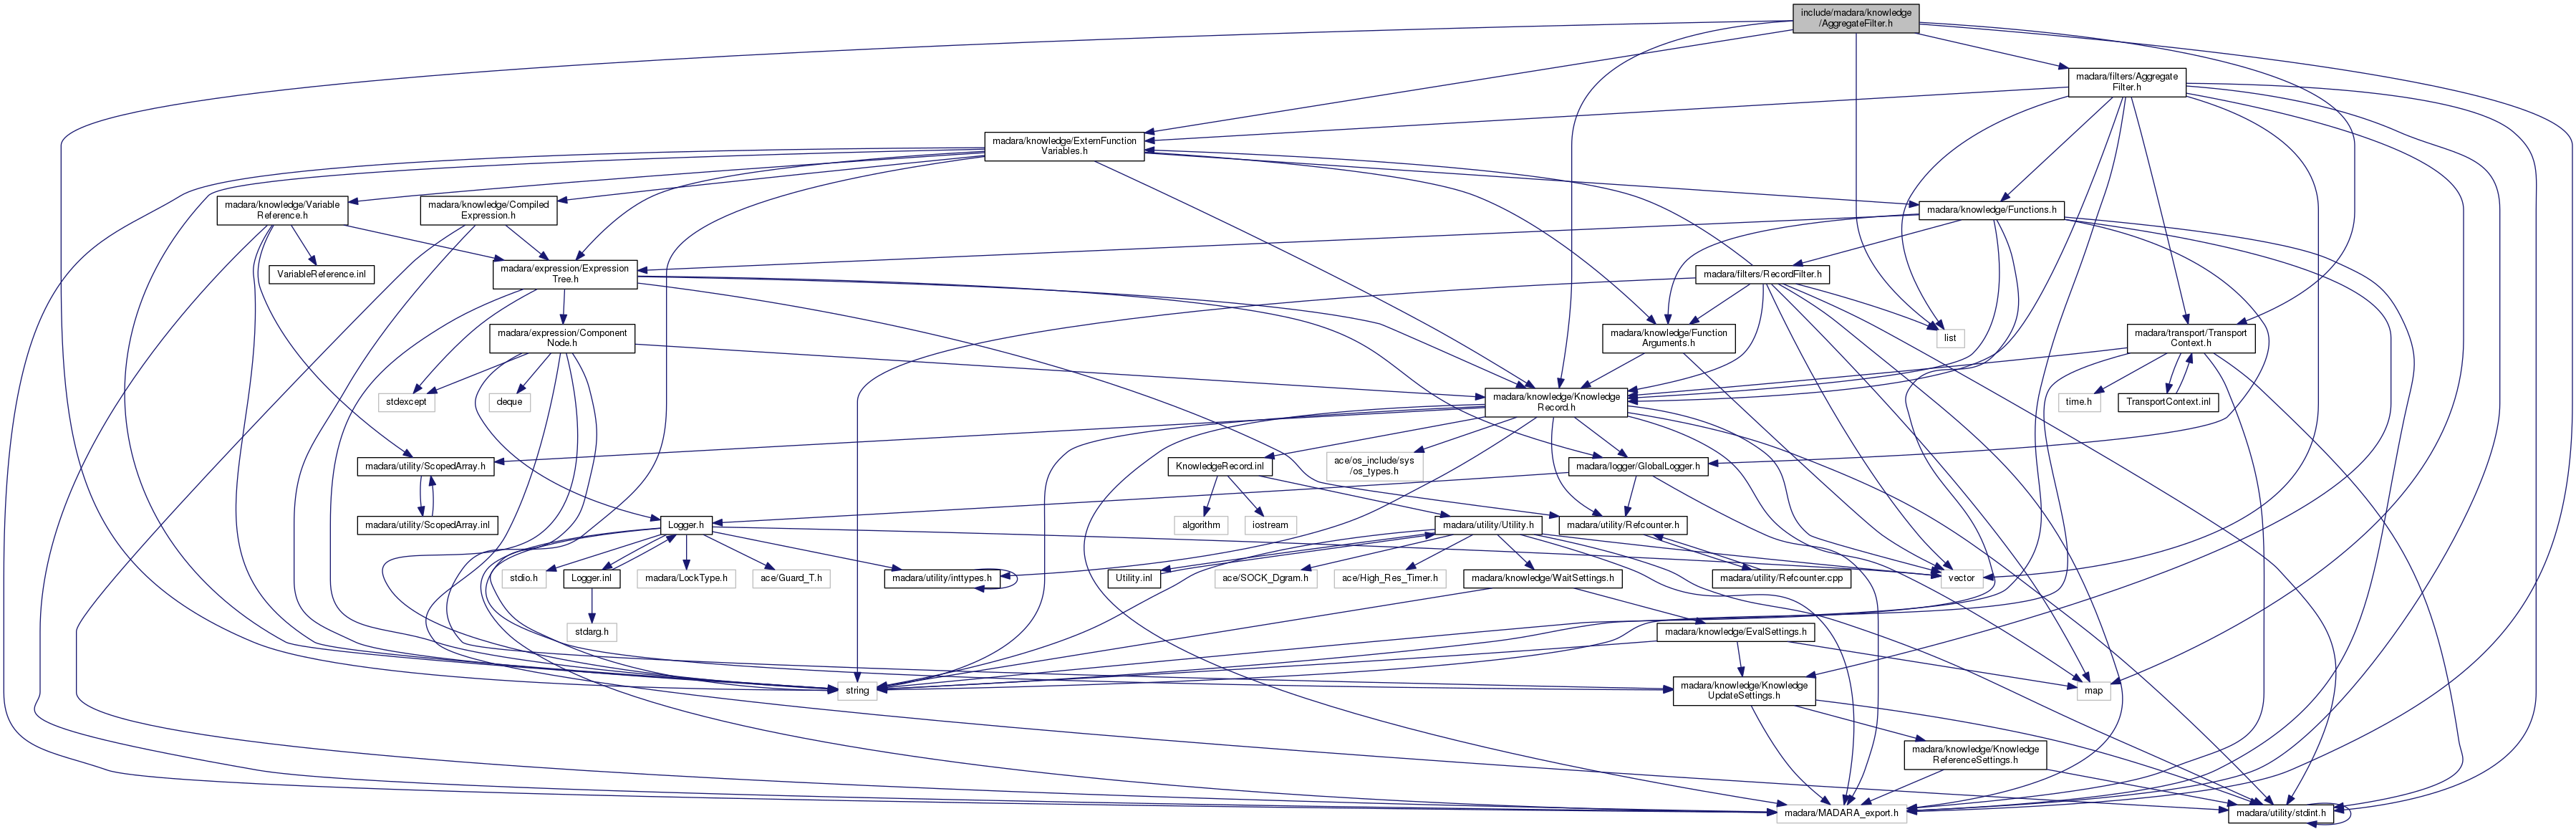 include/madara/knowledge
/AggregateFilter.h
madara/filters/Aggregate
Filter.h
madara/knowledge/ExternFunction
Variables.h
madara/knowledge/Variable
Reference.h
madara/knowledge/Compiled
Expression.h
madara/knowledge/Functions.h
VariableReference.inl
madara/expression/Expression
Tree.h
madara/filters/RecordFilter.h
madara/expression/Component
Node.h
madara/knowledge/Function
Arguments.h
list
madara/transport/Transport
Context.h
stdexcept
deque
madara/knowledge/Knowledge
Record.h
time.h
TransportContext.inl
madara/utility/ScopedArray.h
KnowledgeRecord.inl
ace/os_include/sys
/os_types.h
madara/logger/GlobalLogger.h
madara/utility/ScopedArray.inl
Logger.h
algorithm
iostream
madara/utility/Utility.h
madara/utility/Refcounter.h
stdio.h
Logger.inl
madara/LockType.h
ace/Guard_T.h
madara/utility/inttypes.h
Utility.inl
ace/SOCK_Dgram.h
ace/High_Res_Timer.h
madara/knowledge/WaitSettings.h
madara/utility/Refcounter.cpp
vector
stdarg.h
madara/knowledge/EvalSettings.h
string
madara/knowledge/Knowledge
UpdateSettings.h
map
madara/knowledge/Knowledge
ReferenceSettings.h
madara/MADARA_export.h
madara/utility/stdint.h